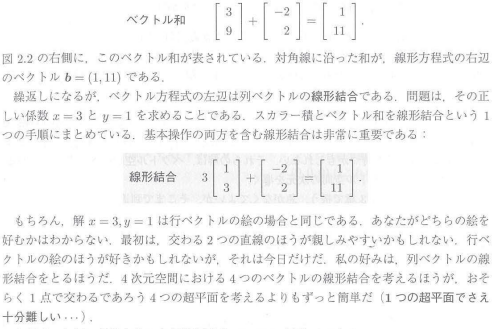 ベクトル和 [3 9] + [−2 2] = [1 11].
図 2.2 の右側に,このベクトル和が表されている.対角線に沿った和が,線形方程式の右辺
のベクトル b = (1, 11) である.
繰返しになるが,ベクトル方程式の左辺は列ベクトルの線形結合である.問題は,その正
しい係数 x = 3 と y = 1 を求めることである.スカラー積とベクトル和を線形結合という 1
つの手順にまとめている.基本操作の両方を含む線形結合は非常に重要である:
線形結合 3 [1 3] + [−2 2] = [1 11].
もちろん,解 x = 3, y = 1 は行ベクトルの絵の場合と同じである.あなたがどちらの絵を
好むかはわからない.最初は,交わる 2 つの直線のほうが親しみやすいかもしれない.行ベ
クトルの絵のほうが好きかもしれないが,それは今日だけだ.私の好みは,列ベクトルの線
形結合をとるほうだ.4 次元空間における 4 つのベクトルの線形結合を考えるほうが,おそ
らく 1 点で交わるであろう 4 つの超平面を考えるよりもずっと簡単だ(1 つの超平面でさえ
十分難しい…).